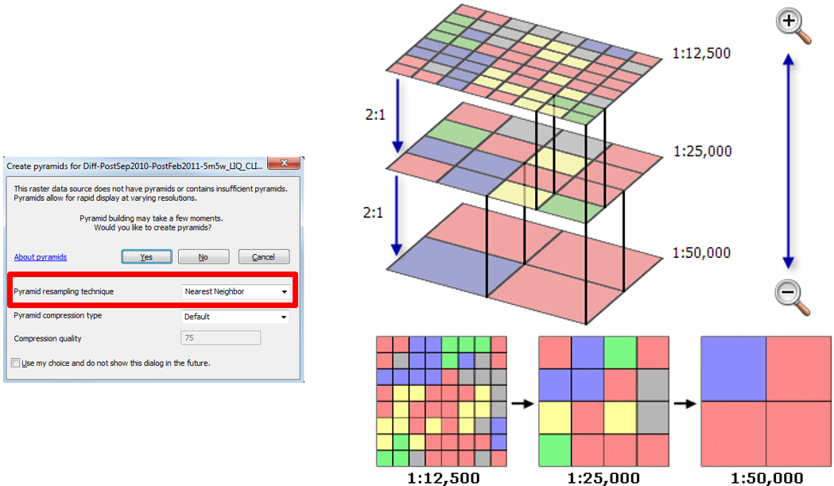 Create pyramids for Diff-PostSep2010-PostFeb2011-5m5w_LIQ_CLI...
This raster data source does not have pyramids or contains insufficient pyramids.
Pyramids allow for rapid display at varying resolutions.
Pyramid building may take a few moments.
Would you like to create pyramids?
About pyramids
Yes
No
Cancel
Pyramid resampling technique
Nearest Neighbor
Pyramid compression type
Default
Compression quality
75
Use my choice and do not show this dialog in the future.
1:12,500
2:1
1:25,000
2:1
1:50,000
1:12,500
1:25,000
1:50,000